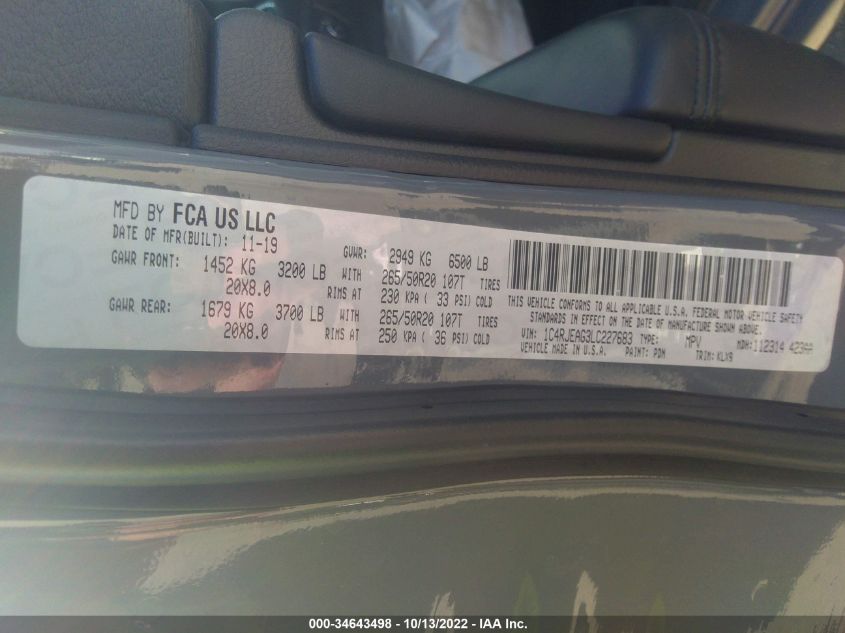 MFD BY FCA US LLC
DATE OF MFR(BUILT): 11-19 GVWR: 2949 KG 6500 LB
GAWR FRONT: 1452 KG 3200 LB WITH 265/50R20 107T TIRES
20X8.0 RIMS AT 230 KPA ( 33 PSI) COLD
GAWR REAR: 1679 KG 3700 LB WITH 265/50R20 107T TIRES
20X8.0 RIMS AT 250 KPA ( 36 PSI) COLD
THIS VEHICLE CONFORMS TO ALL APPLICABLE U.S.A. FEDERAL MOTOR VEHICLE SAFETY
STANDARDS IN EFFECT ON THE DATE OF MANUFACTURE SHOWN ABOVE.
VIN: 1C4RJEAG3LC227683 TYPE: MPV MDH: 112314 423AA
MADE IN U.S.A. PAINT: PDN TRIM: KLX9
000-34643498 - 10/13/2022 - IAA Inc.